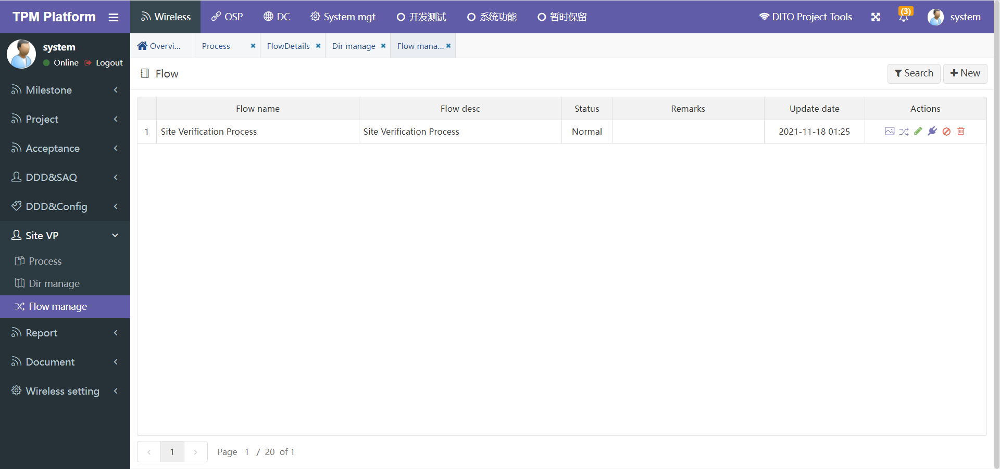 TPM Platform
Wireless
OSP
DC
System mgt
开发测试
系统功能
暂时保留
DITO Project Tools
(3)
system
system
Online
Logout
Milestone
Project
Acceptance
DDD&SAQ
DDD&Config
Site VP
Process
Dir manage
Flow manage
Report
Document
Wireless setting
Overvi...
Process
FlowDetails
Dir manage
Flow mana...
Flow
Search
New
Flow name
Flow desc
Status
Remarks
Update date
Actions
1
Site Verification Process
Site Verification Process
Normal
2021-11-18 01:25
1
Page 1 / 20 of 1